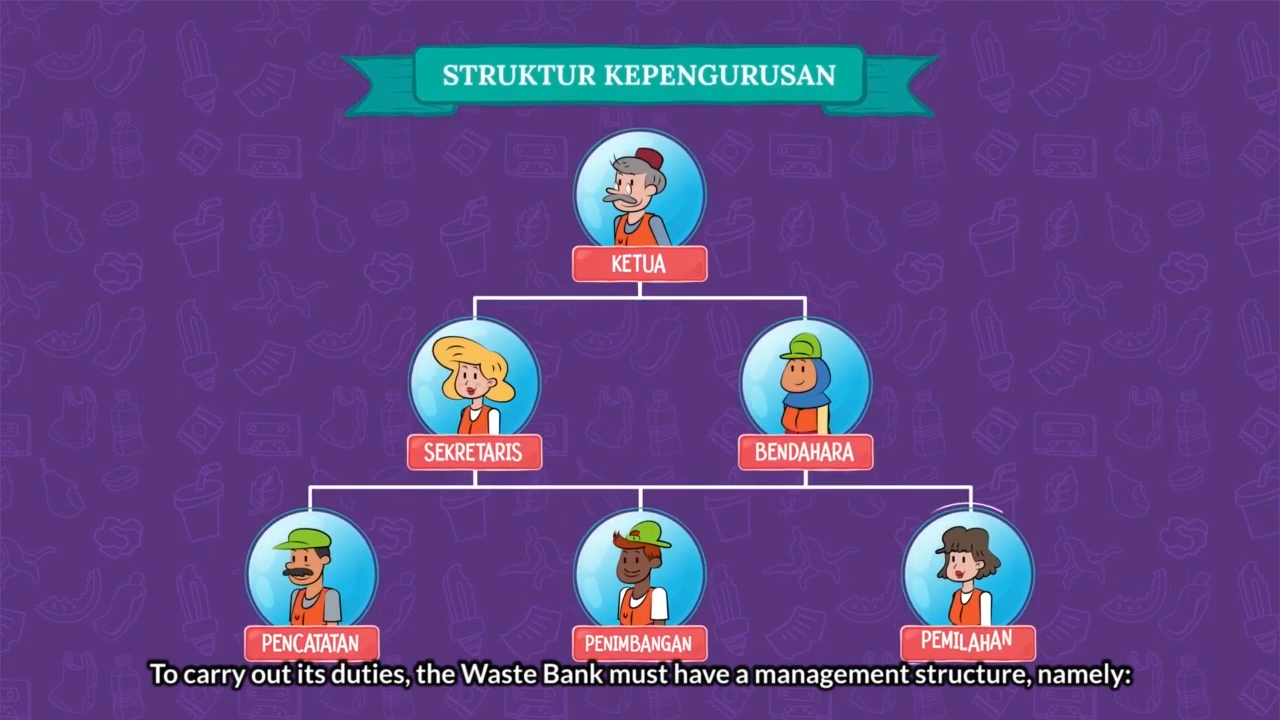 STRUKTUR KEPENGURUSAN
KETUA
SEKRETARIS
BENDAHARA
PENCATATAN
PENIMBANGAN
PEMILAHAN
To carry out its duties, the Waste Bank must have a management structure, namely: